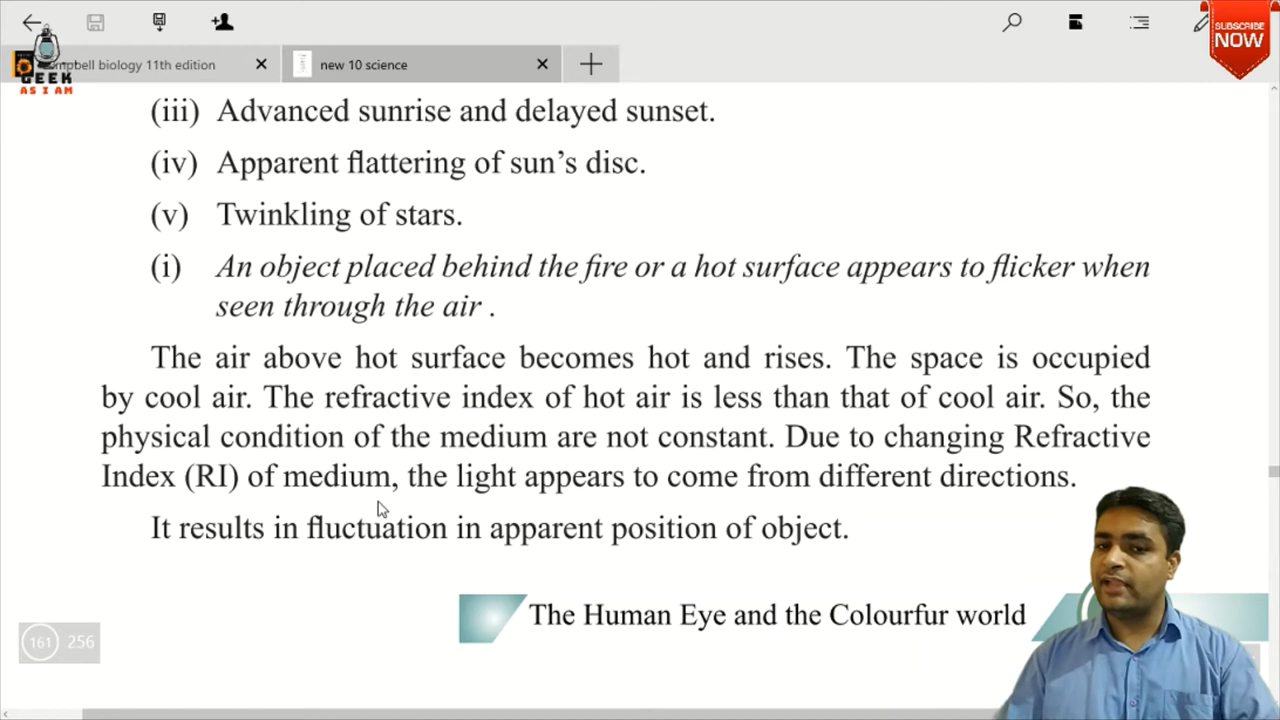 SUBSCRIBE
NOW
mpbell biology 11th edition
new 10 science
GEEK
AS I AM
(iii) Advanced sunrise and delayed sunset.
(iv) Apparent flattering of sun's disc.
(v) Twinkling of stars.
(i) An object placed behind the fire or a hot surface appears to flicker when
seen through the air .
The air above hot surface becomes hot and rises. The space is occupied
by cool air. The refractive index of hot air is less than that of cool air. So, the
physical condition of the medium are not constant. Due to changing Refractive
Index (RI) of medium, the light appears to come from different directions.
It results in fluctuation in apparent position of object.
The Human Eye and the Colourfur world
161 256